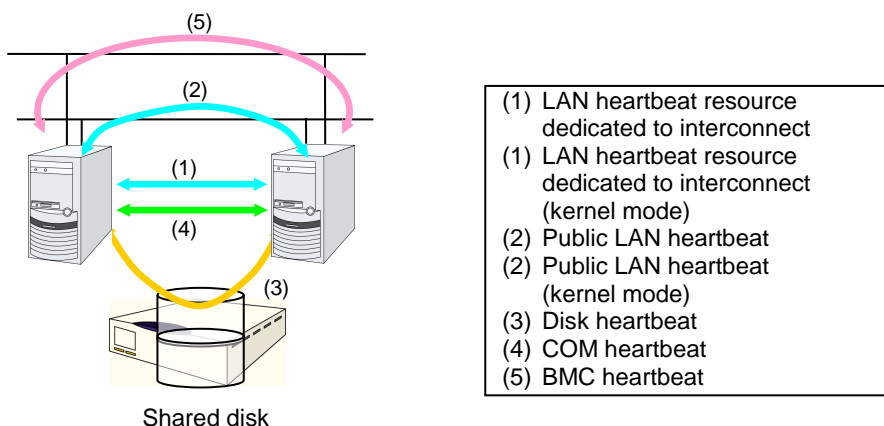 (5)
(2)
(1)
(4)
(3)
Shared disk
(1) LAN heartbeat resource
dedicated to interconnect
(1) LAN heartbeat resource
dedicated to interconnect
(kernel mode)
(2) Public LAN heartbeat
(2) Public LAN heartbeat
(kernel mode)
(3) Disk heartbeat
(4) COM heartbeat
(5) BMC heartbeat